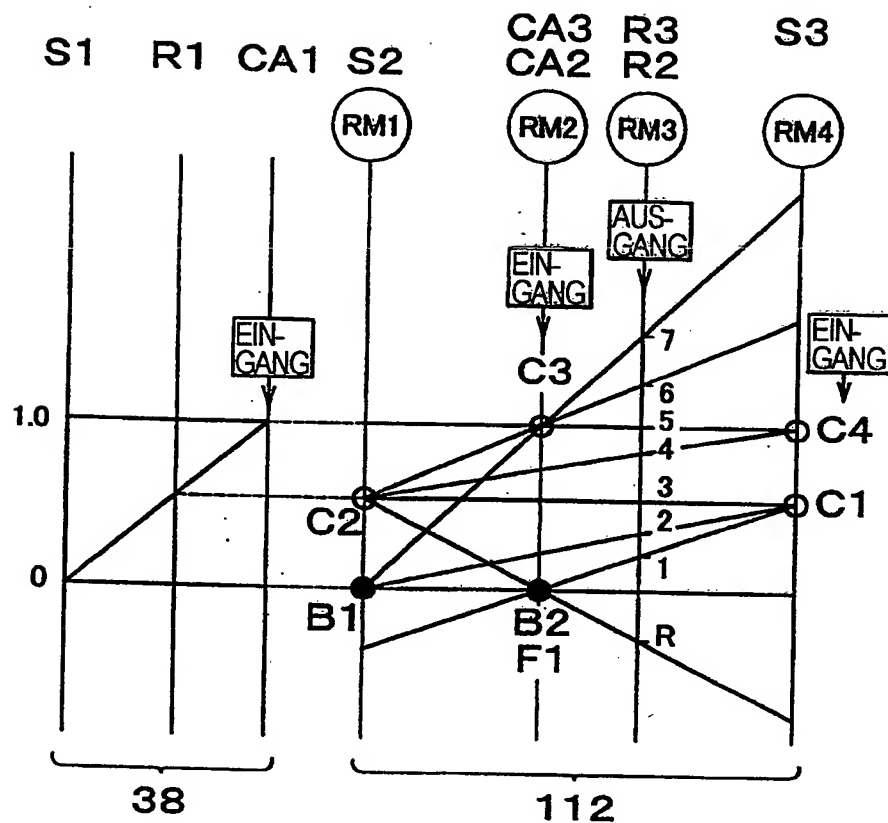 CA3 R3 S3
S1 R1 CA1 S2 CA2 R2
RM1 RM2 RM3 RM4
AUS-
GANG
EIN-
GANG
EIN-
GANG
EIN-
GANG
7
C3
6
1.0
5
C4
4
3
C1
C2
2
1
0
B1
B2
F1
R
38
112